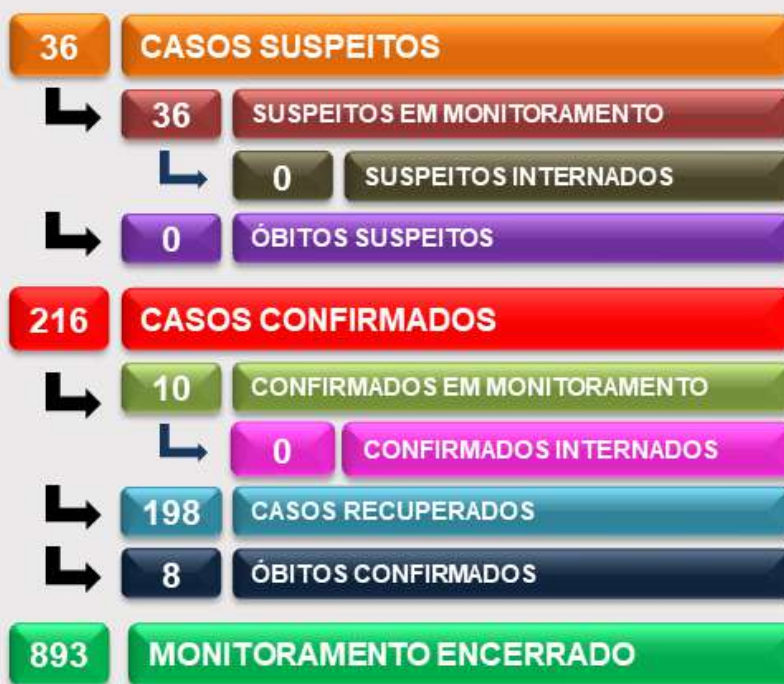 36 CASOS SUSPEITOS
36 SUSPEITOS EM MONITORAMENTO
0 SUSPEITOS INTERNADOS
0 ÓBITOS SUSPEITOS
216 CASOS CONFIRMADOS
10 CONFIRMADOS EM MONITORAMENTO
0 CONFIRMADOS INTERNADOS
198 CASOS RECUPERADOS
8 ÓBITOS CONFIRMADOS
893 MONITORAMENTO ENCERRADO